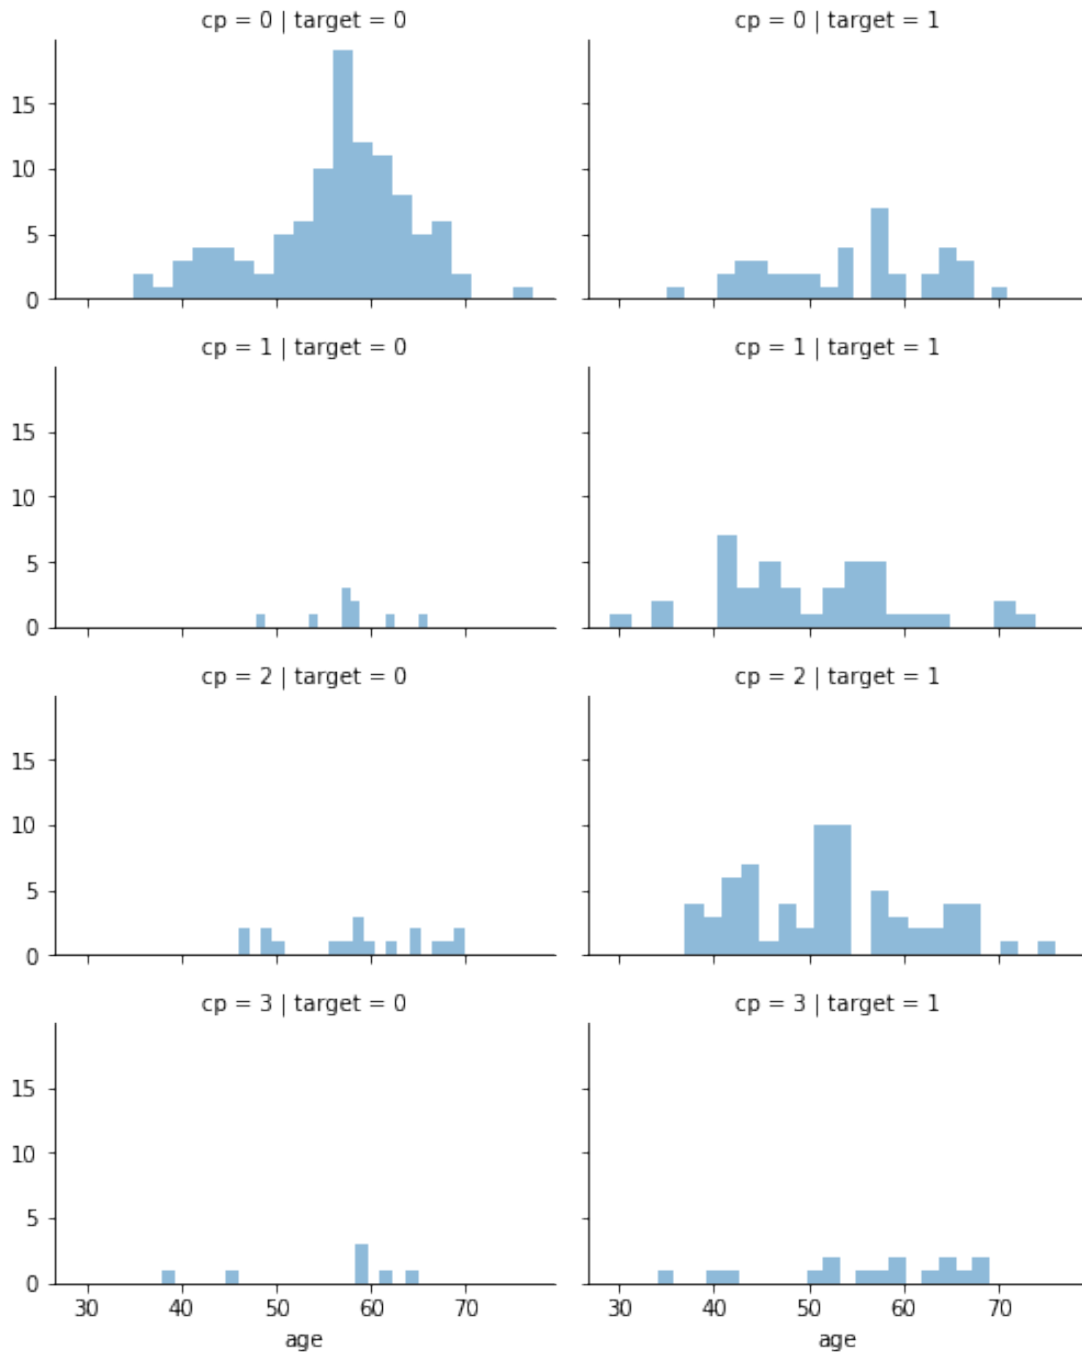 cp = 0 | target = 0
cp = 0 | target = 1
15
10
5
0
cp = 1 | target = 0
cp = 1 | target = 1
15
10
5
0
cp = 2 | target = 0
cp = 2 | target = 1
15
10
5
0
cp = 3 | target = 0
cp = 3 | target = 1
15
10
5
0
30 40 50 60 70
30 40 50 60 70
age
age